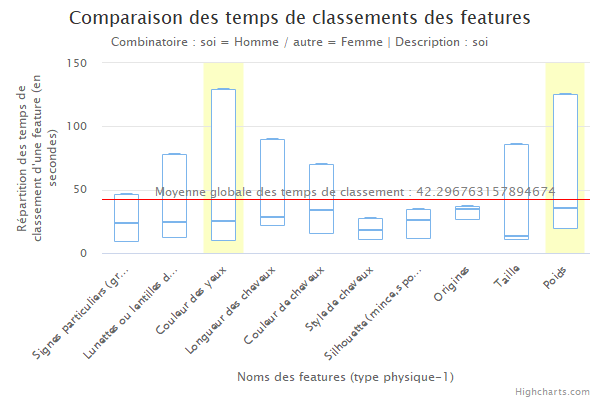 Comparaison des temps de classements des features
Combinatoire : soi = Homme / autre = Femme | Description : soi
Répartition des temps de
classement d'une feature (en
secondes)
150
100
50
0
Moyenne globale des temps de classement : 42.296763157894674
Signes particuliers (gr…
Lunettes ou lentilles d…
Couleur des yeux
Longueur des cheveux
Couleur de cheveux
Style de cheveux
Silhouette (mince,s po…
Origines
Taille
Poids
Noms des features (type physique-1)
Highcharts.com